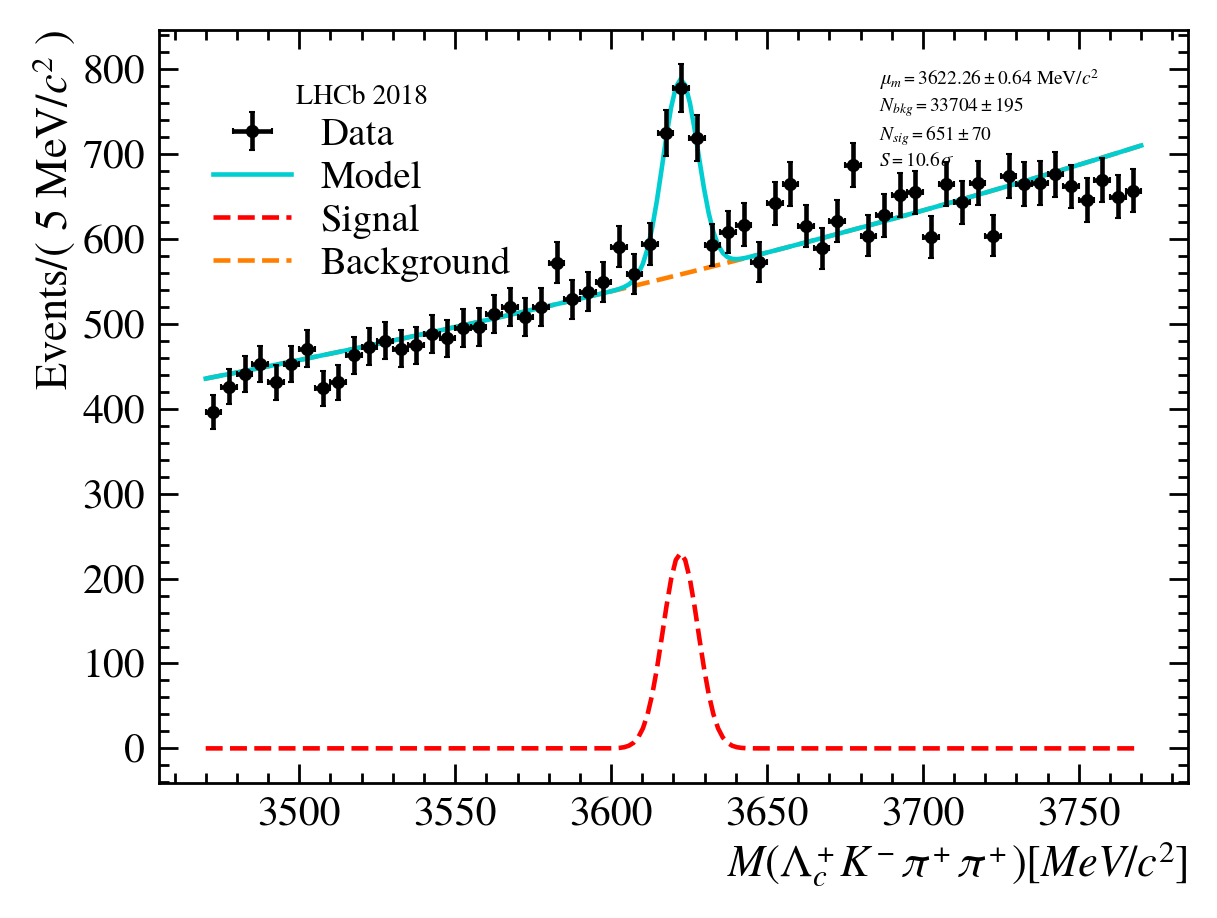 Events/( 5 MeV/c² )
800
700
600
500
400
300
200
100
0
LHCb 2018
Data
Model
Signal
Background
μ_m = 3622.26 ± 0.64 MeV/c²
N_bkg = 33704 ± 195
N_sig = 651 ± 70
S = 10.6 σ
3500 3550 3600 3650 3700 3750
M(Λ_c⁺K⁻π⁺π⁺)[MeV/c²]